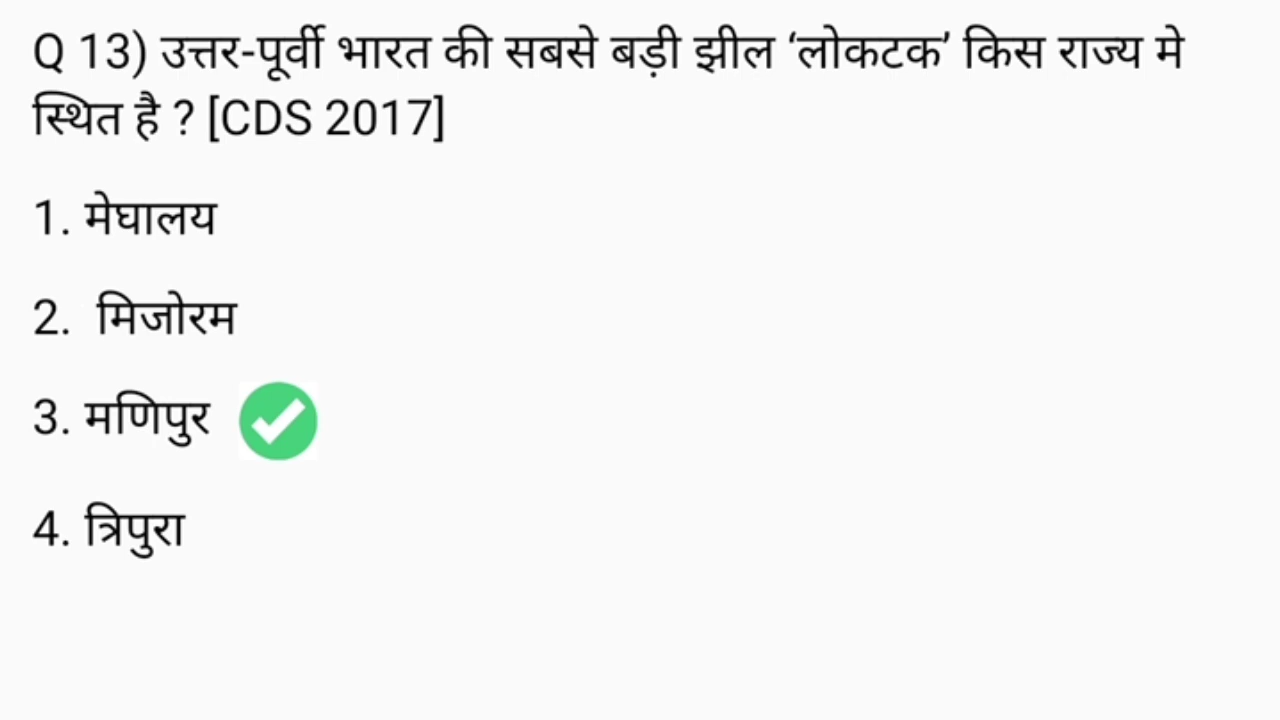 Q 13) उत्तर-पूर्वी भारत की सबसे बड़ी झील ‘लोकटक’ किस राज्य मे
स्थित है ? [CDS 2017]
1. मेघालय
2. मिजोरम
3. मणिपुर
4. त्रिपुरा